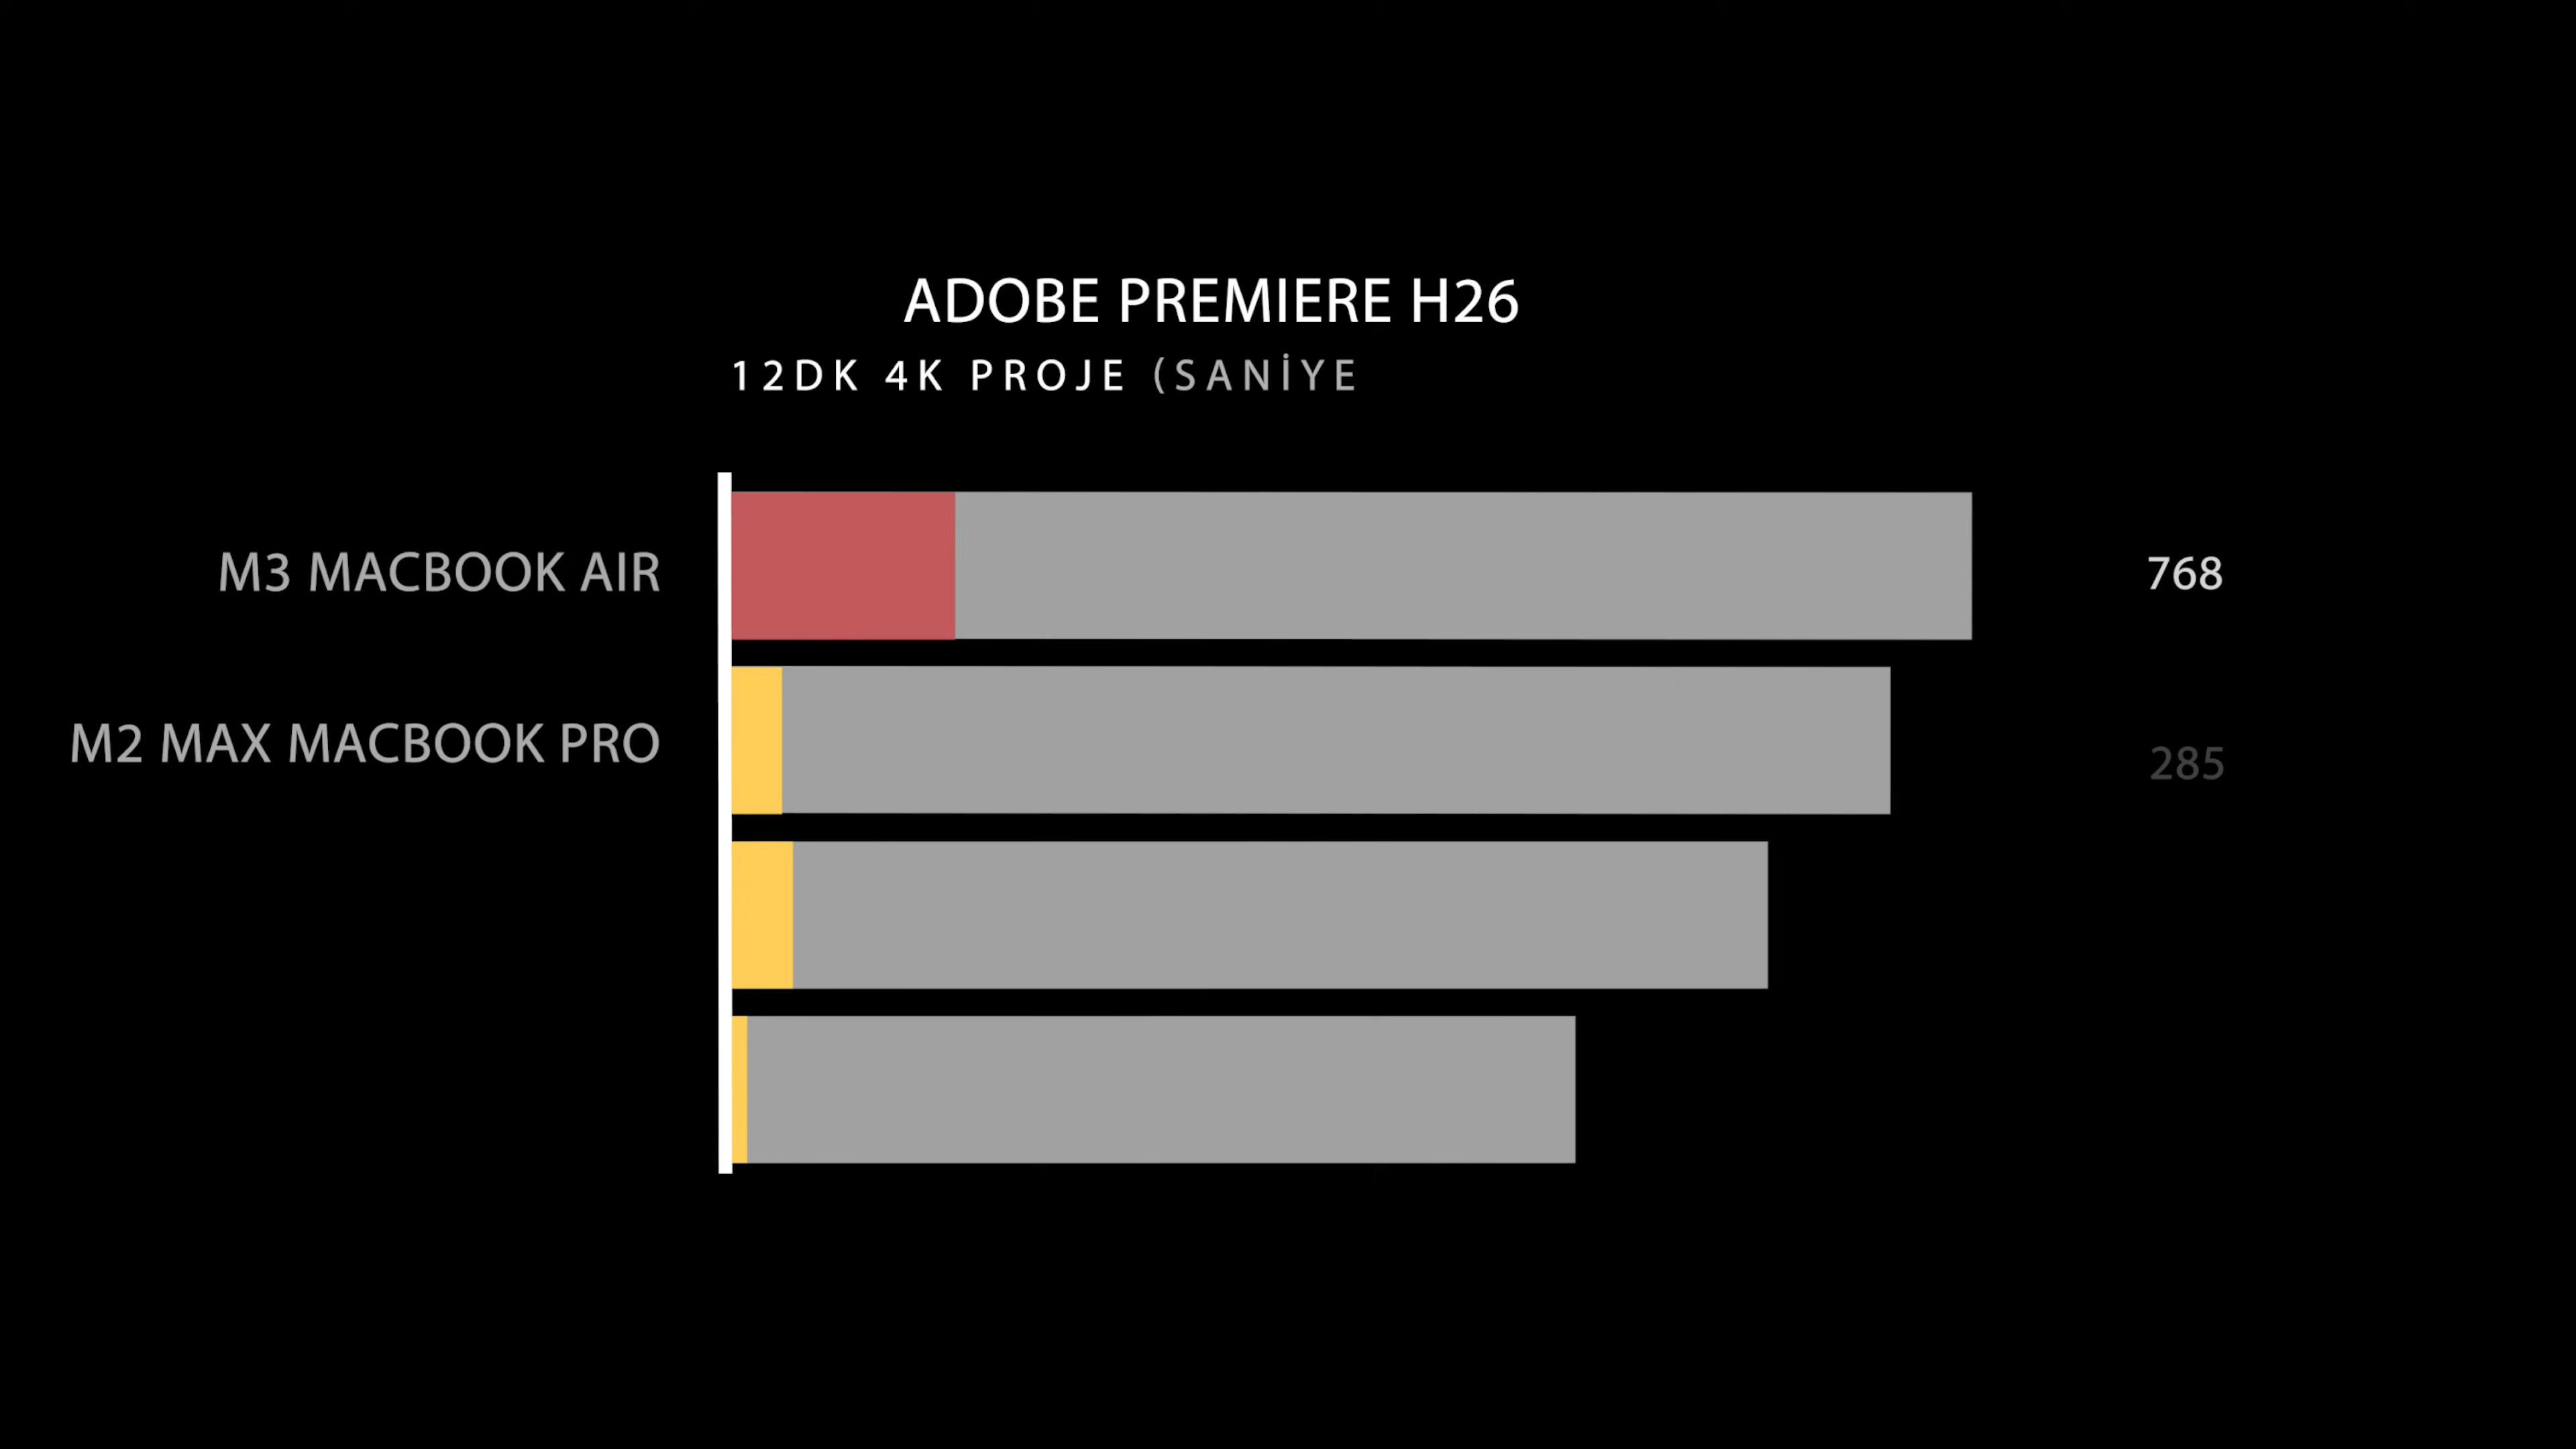 ADOBE PREMIERE H26
12DK 4K PROJE (SANİYE
M3 MACBOOK AIR
768
M2 MAX MACBOOK PRO
285